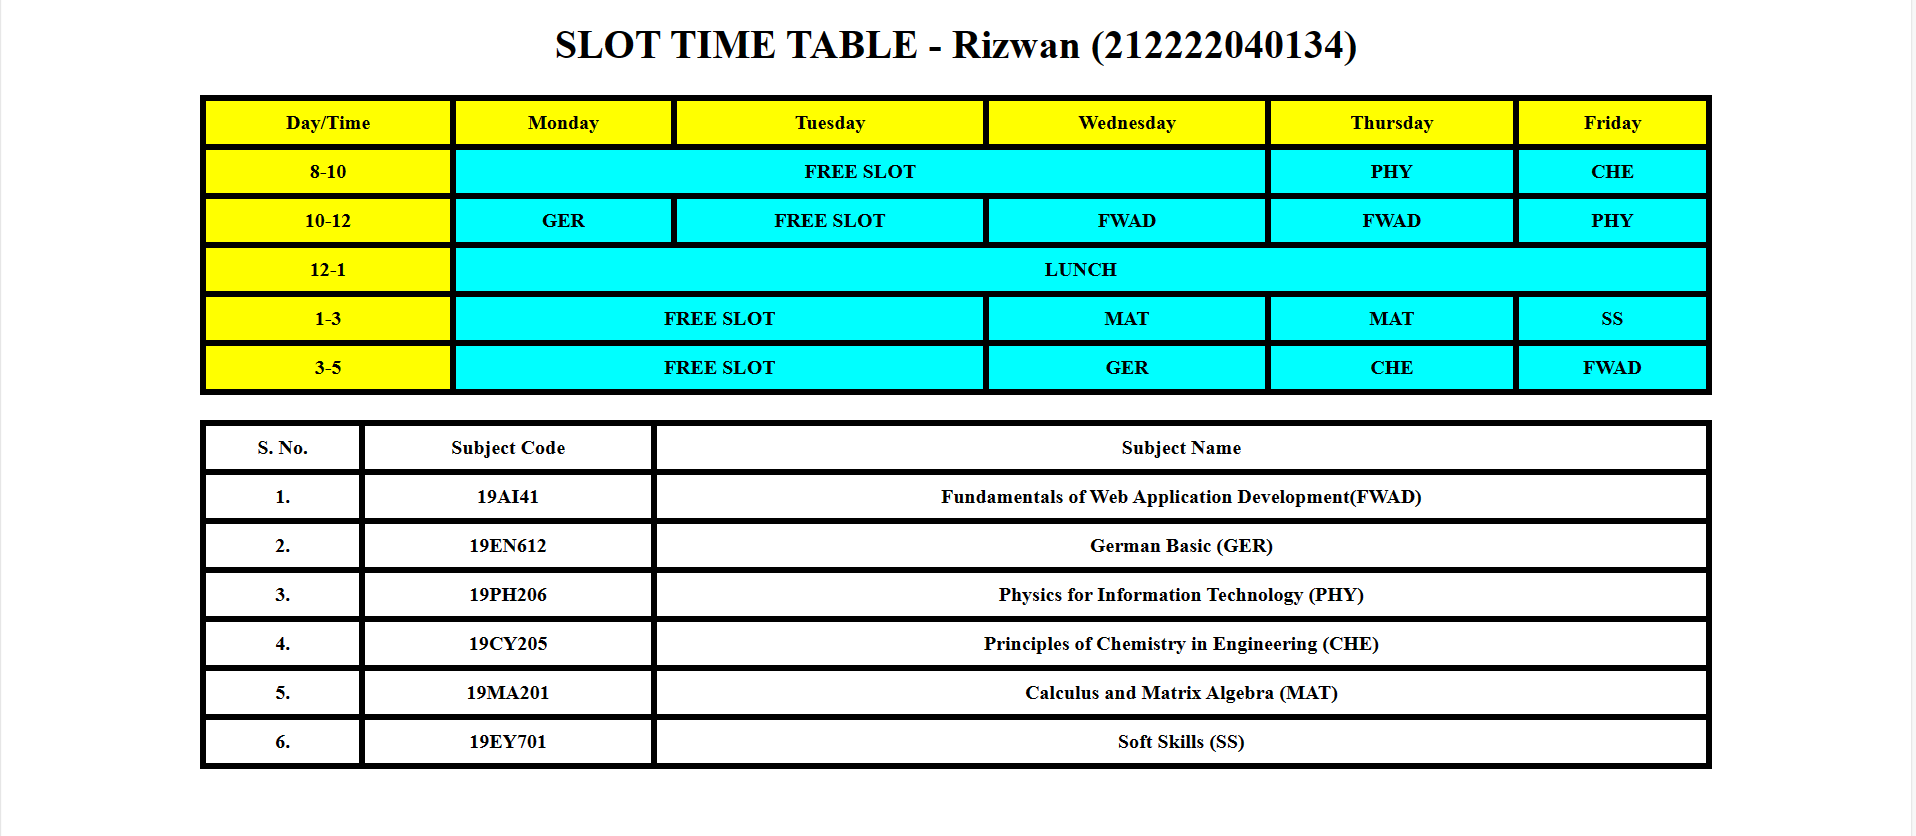 SLOT TIME TABLE - Rizwan (212222040134)
Day/Time Monday Tuesday Wednesday Thursday Friday
8-10 FREE SLOT PHY CHE
10-12 GER FREE SLOT FWAD FWAD PHY
12-1 LUNCH
1-3 FREE SLOT MAT MAT SS
3-5 FREE SLOT GER CHE FWAD
S. No. Subject Code Subject Name
1. 19AI41 Fundamentals of Web Application Development(FWAD)
2. 19EN612 German Basic (GER)
3. 19PH206 Physics for Information Technology (PHY)
4. 19CY205 Principles of Chemistry in Engineering (CHE)
5. 19MA201 Calculus and Matrix Algebra (MAT)
6. 19EY701 Soft Skills (SS)